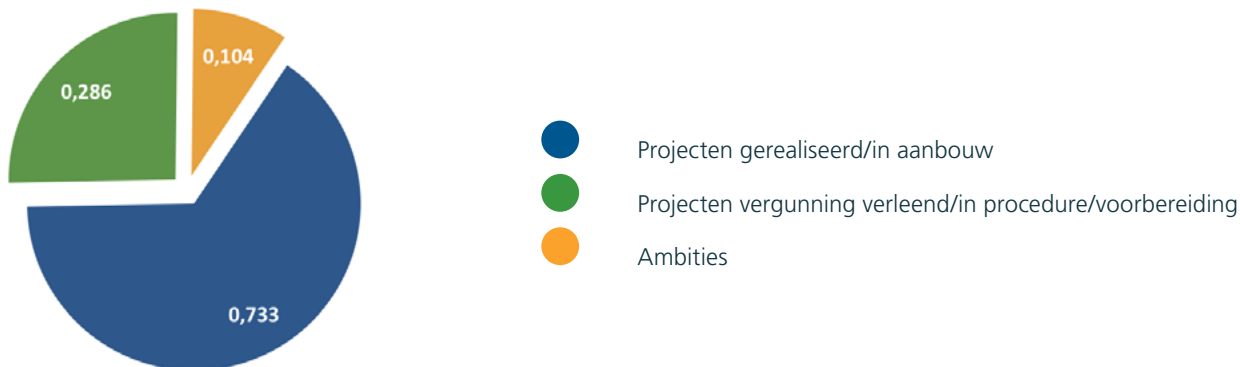 0,104
0,286
0,733
Projecten gerealiseerd/in aanbouw
Projecten vergunning verleend/in procedure/voorbereiding
Ambities